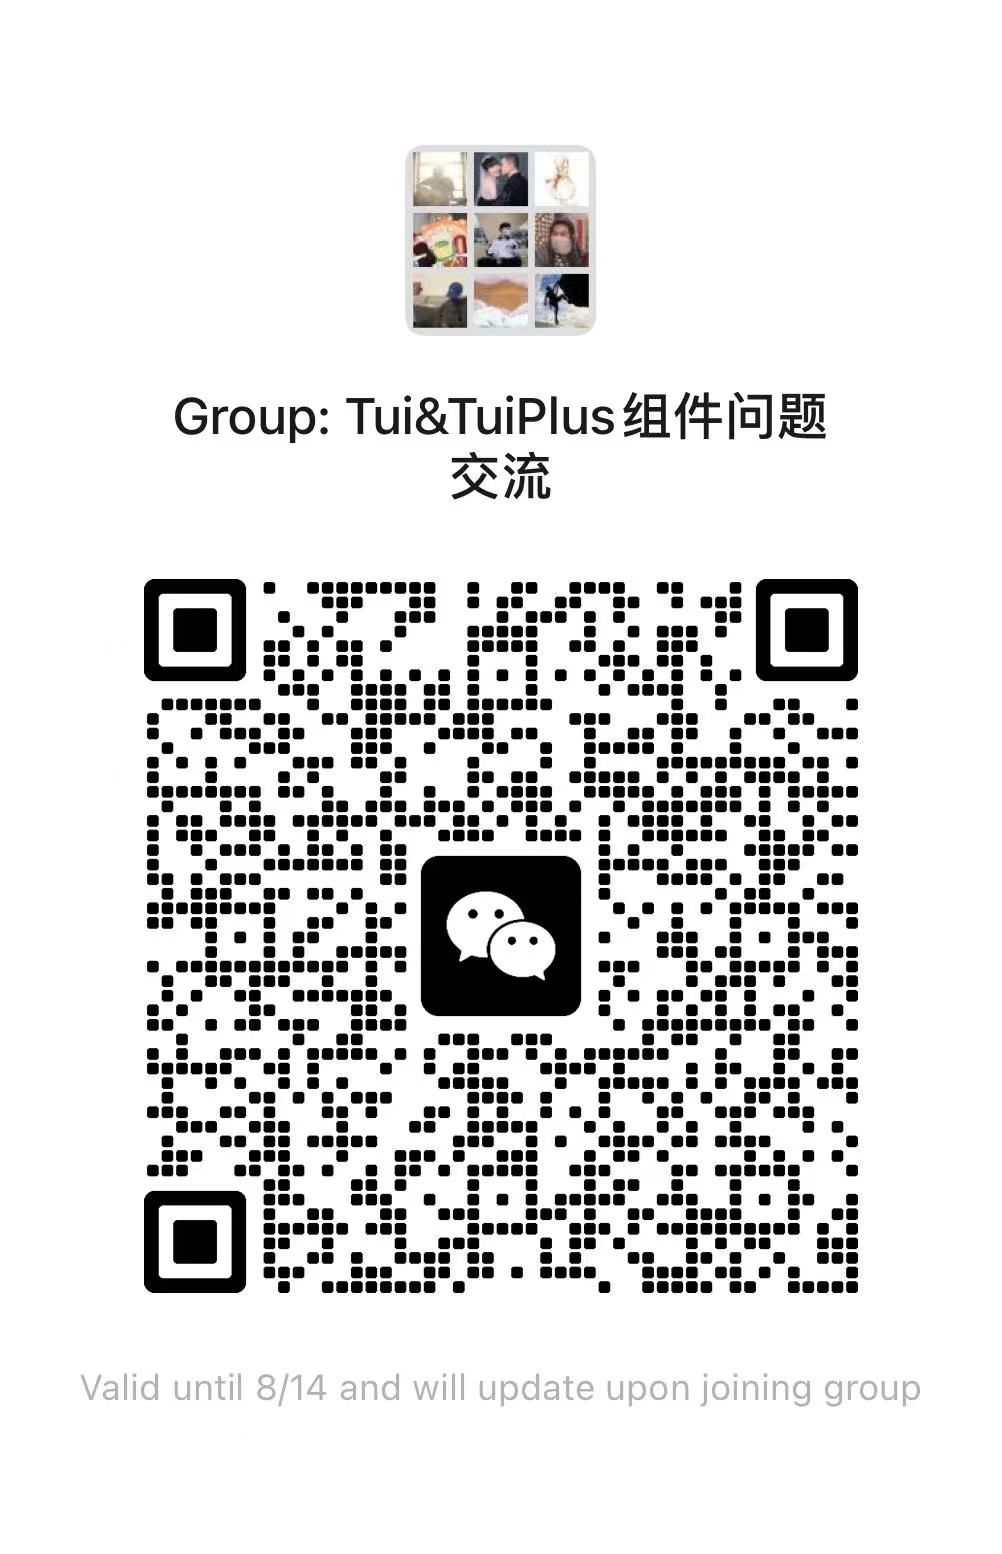 Group: Tui&TuiPlus组件问题
交流
Valid until 8/14 and will update upon joining group